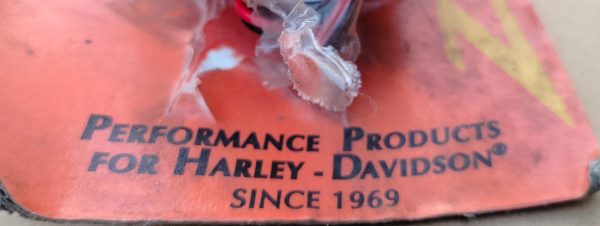 PERFORMANCE PRODUCTS
FOR HARLEY - DAVIDSON®
SINCE 1969